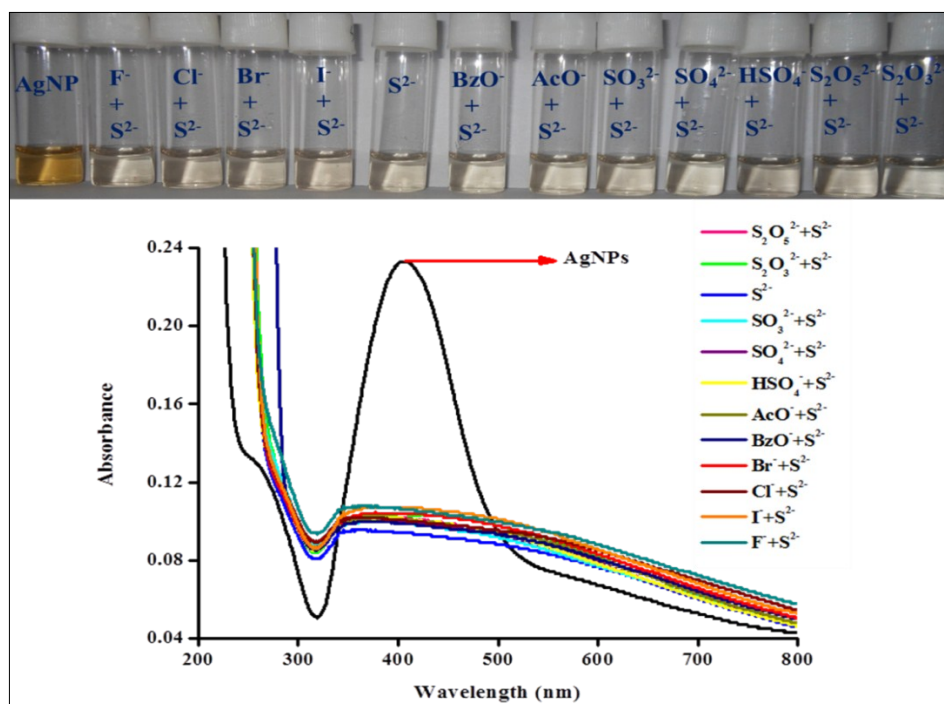 AgNP
F⁻ + S²⁻
Cl⁻ + S²⁻
Br⁻ + S²⁻
I⁻ + S²⁻
S²⁻
BzO⁻ + S²⁻
AcO⁻ + S²⁻
SO₃²⁻ + S²⁻
SO₄²⁻ + S²⁻
HSO₄⁻ + S²⁻
S₂O₅²⁻ + S²⁻
S₂O₃²⁻ + S²⁻
0.24
0.20
0.16
0.12
0.08
0.04
Absorbance
200 300 400 500 600 700 800
Wavelength (nm)
AgNPs
S₂O₅²⁻+S²⁻
S₂O₃²⁻+S²⁻
S²⁻
SO₃²⁻+S²⁻
SO₄²⁻+S²⁻
HSO₄⁻+S²⁻
AcO⁻+S²⁻
BzO⁻+S²⁻
Br⁻+S²⁻
Cl⁻+S²⁻
I⁻+S²⁻
F⁻+S²⁻